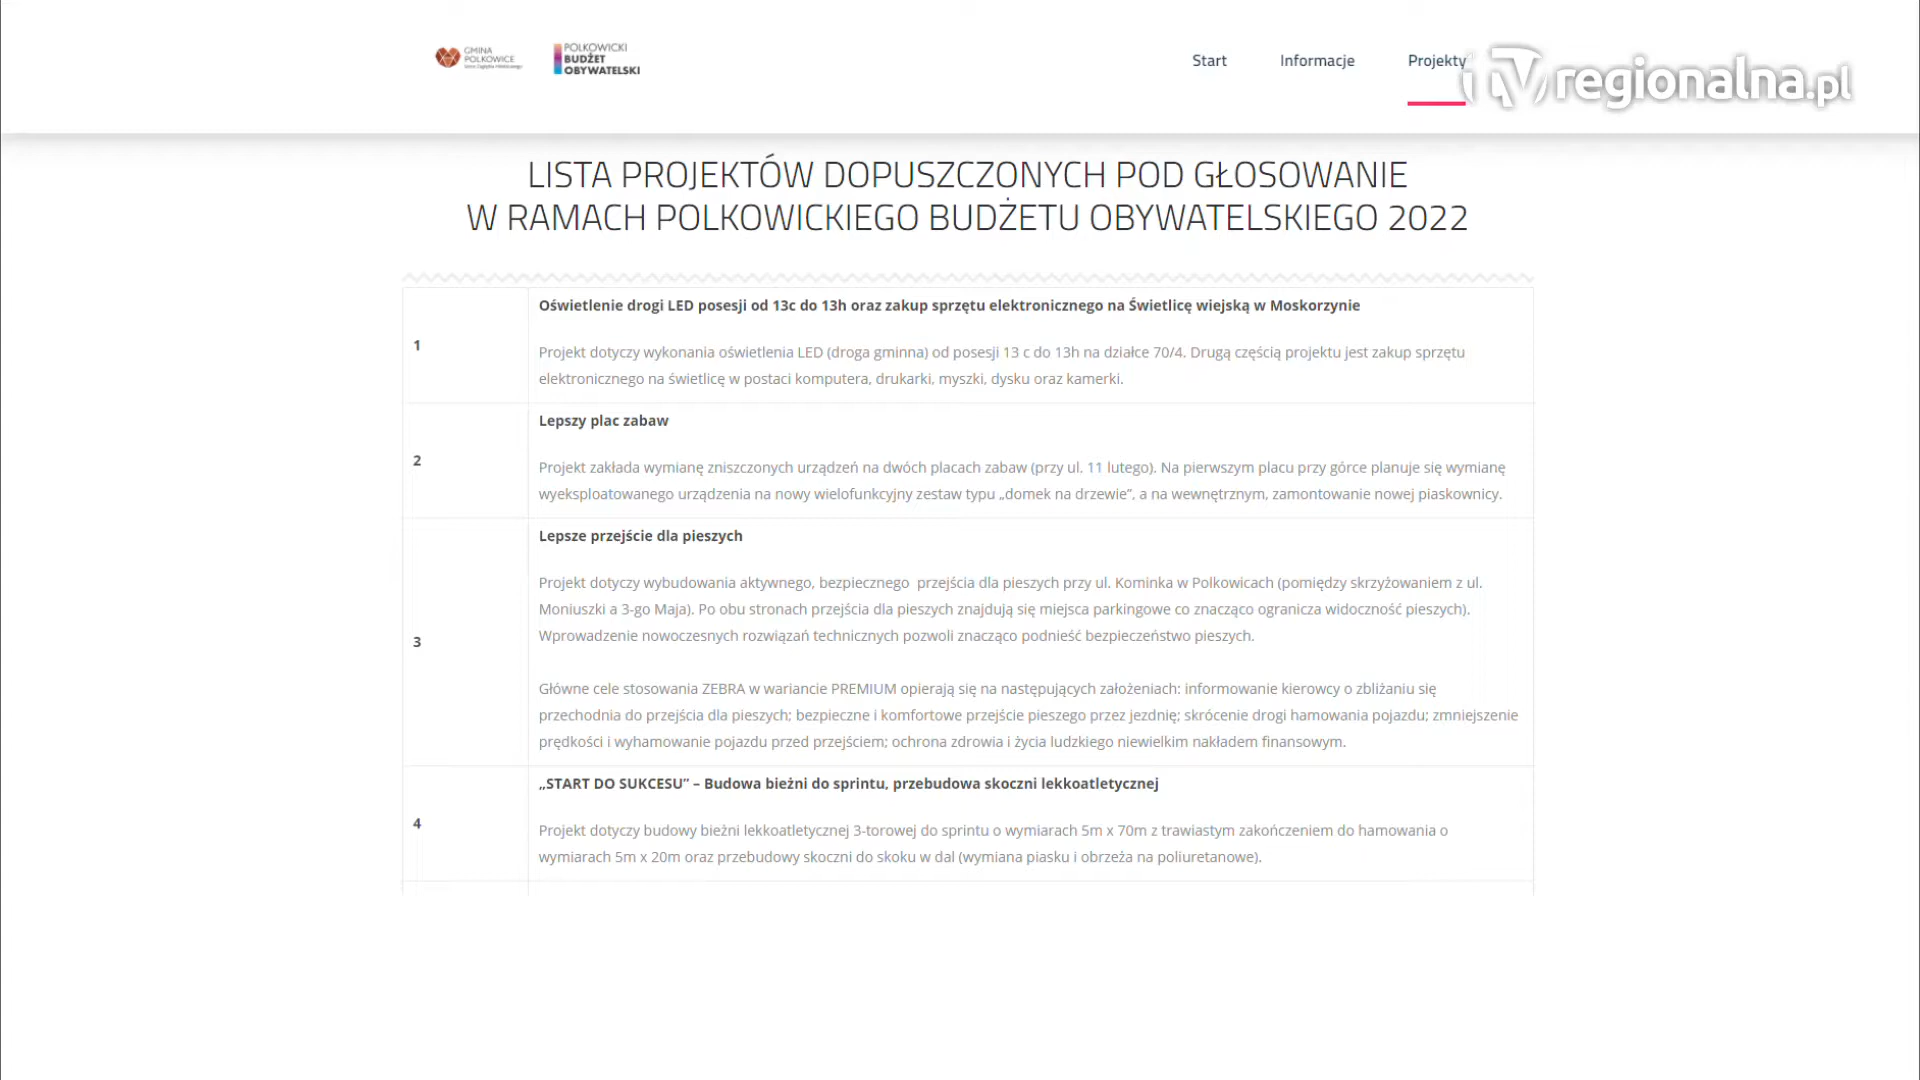 GMINA
POLKOWICE
POLKOWICKI
BUDŻET
OBYWATELSKI
Start
Informacje
Projekty
tv regionalna.pl
LISTA PROJEKTÓW DOPUSZCZONYCH POD GŁOSOWANIE
W RAMACH POLKOWICKIEGO BUDŻETU OBYWATELSKIEGO 2022
1
Oświetlenie drogi LED posesji od 13c do 13h oraz zakup sprzętu elektronicznego na Świetlicę wiejską w Moskorzynie
Projekt dotyczy wykonania oświetlenia LED (droga gminna) od posesji 13 c do 13h na działce 70/4. Drugą częścią projektu jest zakup sprzętu
elektronicznego na świetlicę w postaci komputera, drukarki, myszki, dysku oraz kamerki.
2
Lepszy plac zabaw
Projekt zakłada wymianę zniszczonych urządzeń na dwóch placach zabaw (przy ul. 11 lutego). Na pierwszym placu przy górce planuje się wymianę
wyeksploatowanego urządzenia na nowy wielofunkcyjny zestaw typu „domek na drzewie”, a na wewnętrznym, zamontowanie nowej piaskownicy.
3
Lepsze przejście dla pieszych
Projekt dotyczy wybudowania aktywnego, bezpiecznego przejścia dla pieszych przy ul. Kominka w Polkowicach (pomiędzy skrzyżowaniem z ul.
Moniuszki a 3-go Maja). Po obu stronach przejścia dla pieszych znajdują się miejsca parkingowe co znacząco ogranicza widoczność pieszych).
Wprowadzenie nowoczesnych rozwiązań technicznych pozwoli znacząco podnieść bezpieczeństwo pieszych.
Główne cele stosowania ZEBRA w wariancie PREMIUM opierają się na następujących założeniach: informowanie kierowcy o zbliżaniu się
przechodnia do przejścia dla pieszych; bezpieczne i komfortowe przejście pieszego przez jezdnię; skrócenie drogi hamowania pojazdu; zmniejszenie
prędkości i wyhamowanie pojazdu przed przejściem; ochrona zdrowia i życia ludzkiego niewielkim nakładem finansowym.
4
„START DO SUKCESU” – Budowa bieżni do sprintu, przebudowa skoczni lekkoatletycznej
Projekt dotyczy budowy bieżni lekkoatletycznej 3-torowej do sprintu o wymiarach 5m x 70m z trawiastym zakończeniem do hamowania o
wymiarach 5m x 20m oraz przebudowy skoczni do skoku w dal (wymiana piasku i obrzeża na poliuretanowe).